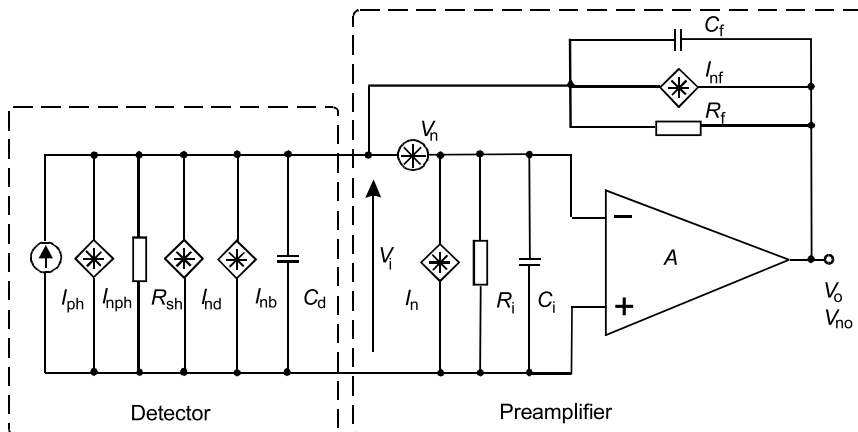 Cf
Inf
Rf
Vn
A
Vi
Iph
Inph
Rsh
Ind
Inb
Cd
In
Ri
Ci
−
+
Vo
Vno
Detector
Preamplifier